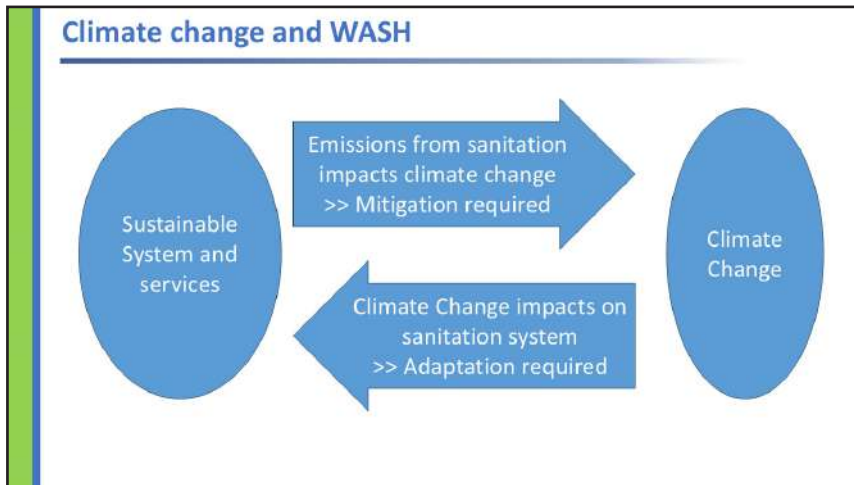 Climate change and WASH
Sustainable
System and
services
Emissions from sanitation
impacts climate change
>> Mitigation required
Climate Change impacts on
sanitation system
>> Adaptation required
Climate
Change